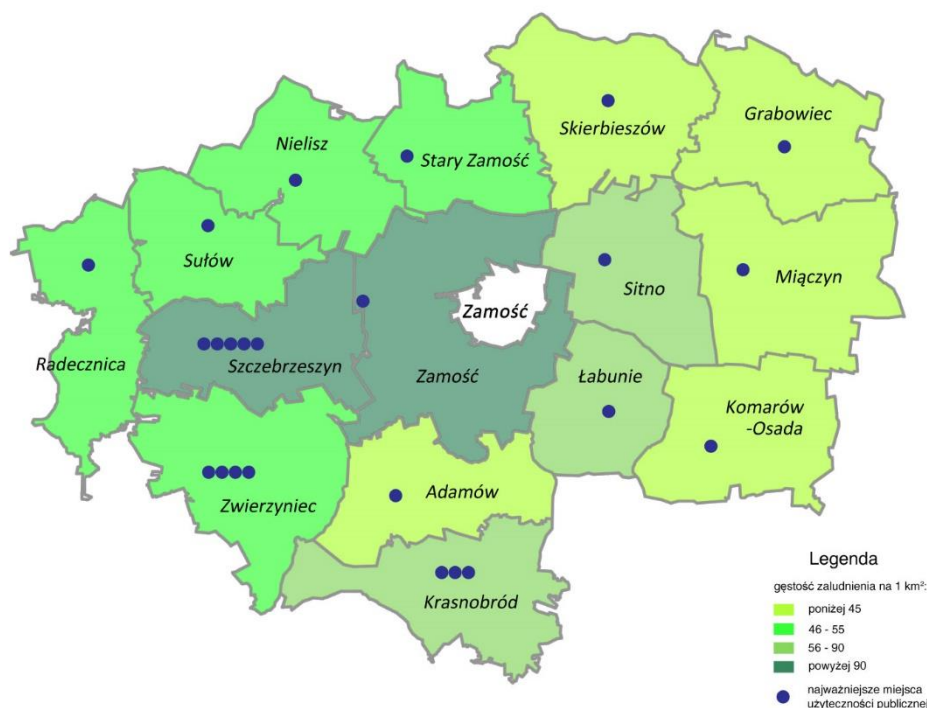 Skierbieszów
Grabowiec
Nielisz
Stary Zamość
Sułów
Sitno
Miączyn
Zamość
Radecznica
Szczebrzeszyn
Zamość
Łabunie
Komarów
-Osada
Zwierzyniec
Adamów
Krasnobród
Legenda
gęstość zaludnienia na 1 km²:
poniżej 45
46 - 55
56 - 90
powyżej 90
najważniejsze miejsca
użyteczności publicznej